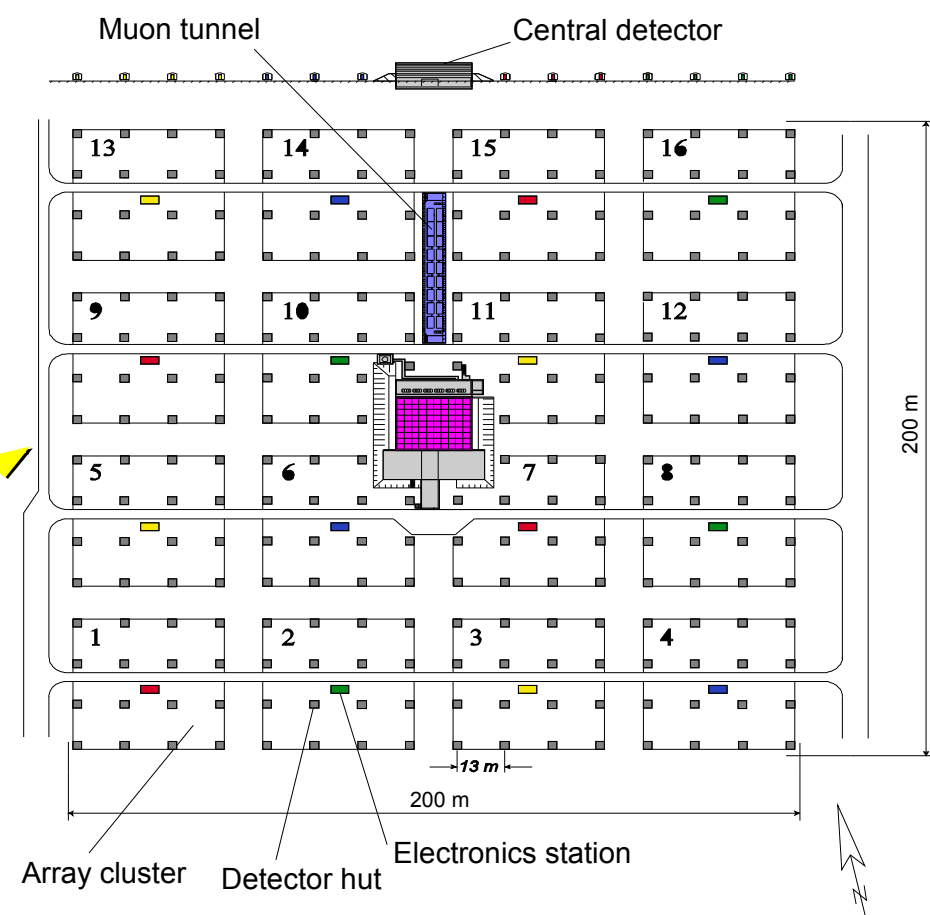 Muon tunnel
Central detector
13 14 15 16
9 10 11 12
200 m
5 6 7 8
1 2 3 4
13 m
200 m
Electronics station
Array cluster
Detector hut
N